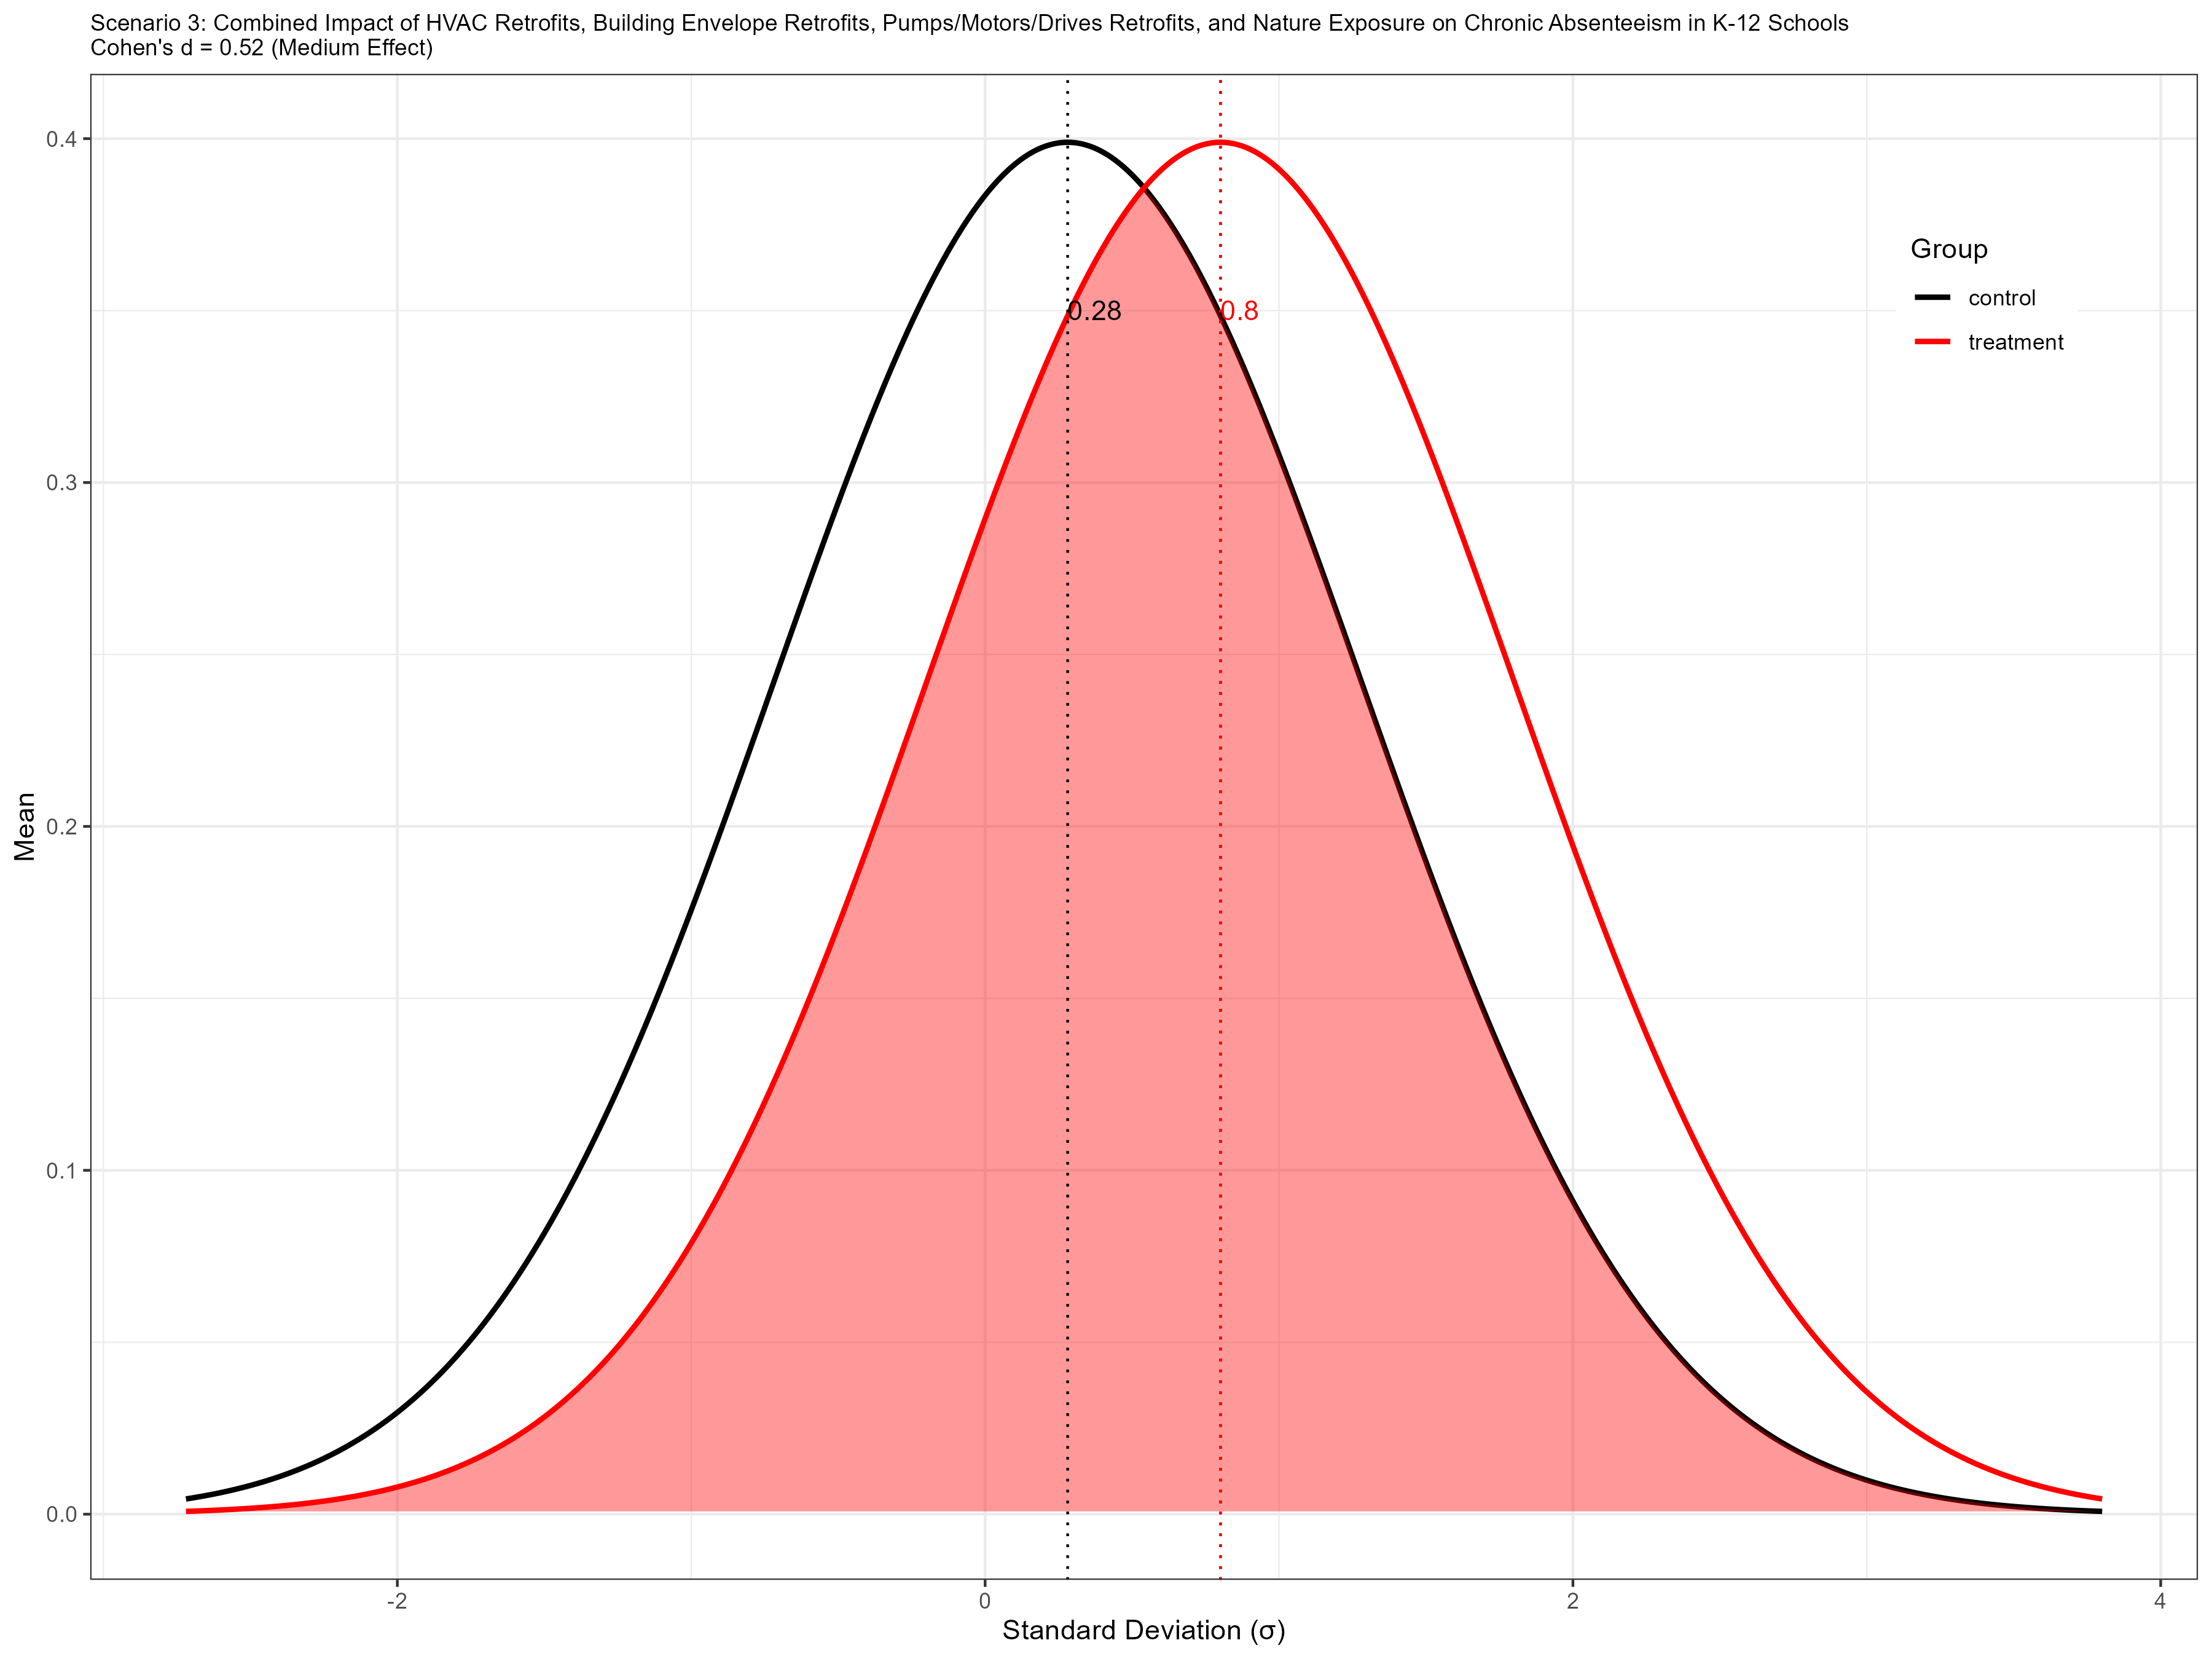 Scenario 3: Combined Impact of HVAC Retrofits, Building Envelope Retrofits, Pumps/Motors/Drives Retrofits, and Nature Exposure on Chronic Absenteeism in K-12 Schools
Cohen's d = 0.52 (Medium Effect)
0.4
0.3
0.2
0.1
0.0
Mean
0.28
0.8
Group
control
treatment
-2
0
2
4
Standard Deviation (σ)